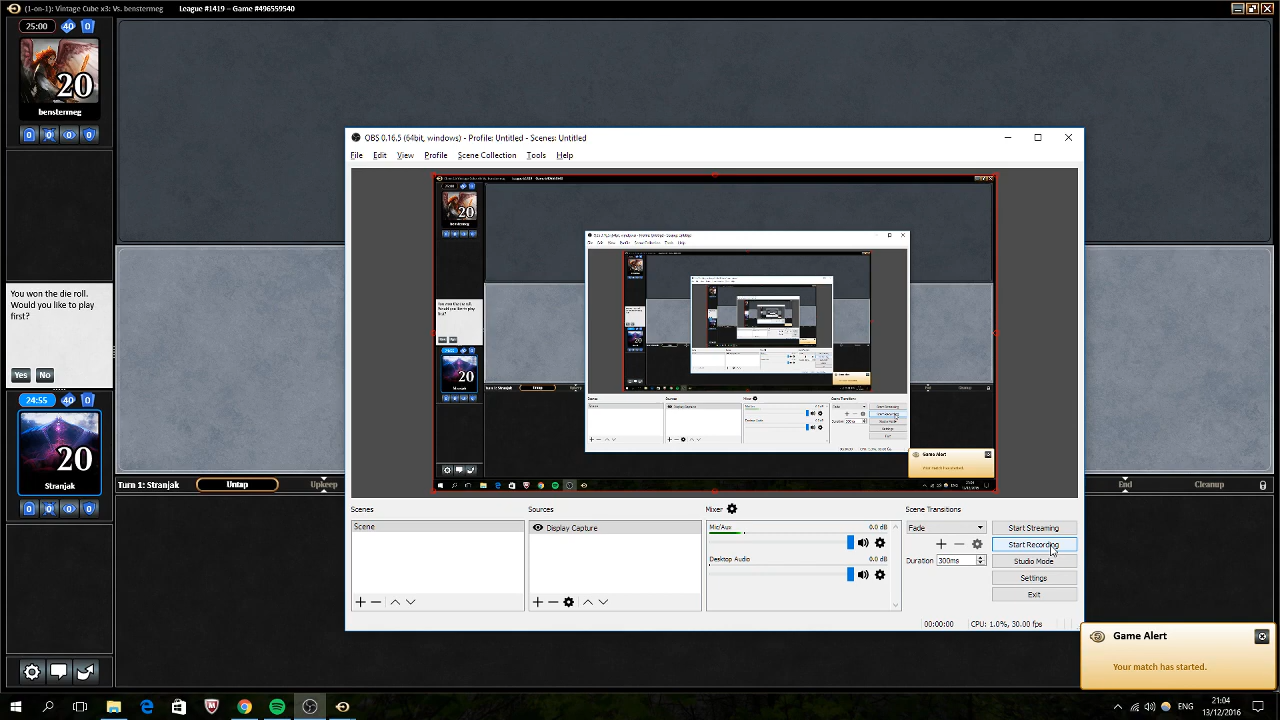 (1-on-1): Vintage Cube x3: Vs. benstermeg
League #1419 – Game #496559540
25:00
0
20
benstermeg
0 0 0 0
You won the die roll.
Would you like to play
first?
Yes No
24:55
0
20
Stranjak
0 0 0 0
Turn 1: Stranjak
Untap
Upkeep
End
Cleanup
OBS 0.16.5 (64bit, windows) - Profile: Untitled - Scenes: Untitled
File Edit View Profile Scene Collection Tools Help
Scenes
Scene
Sources
Display Capture
Mixer
Mic/Aux 0.0 dB
Desktop Audio 0.0 dB
Scene Transitions
Fade
Duration 300ms
Start Streaming
Start Recording
Studio Mode
Settings
Exit
00:00:00 CPU: 1.0%, 30.00 fps
Game Alert
Your match has started.
ENG
21:04
13/12/2016